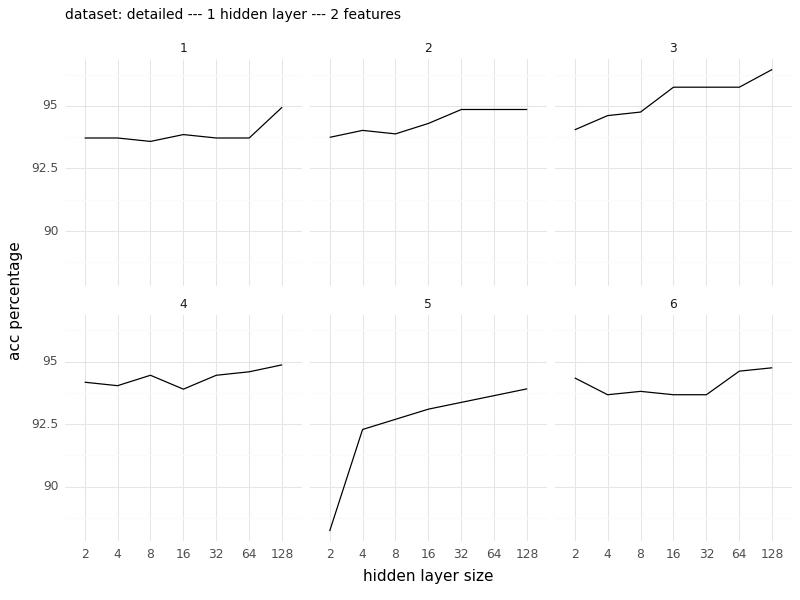 dataset: detailed --- 1 hidden layer --- 2 features
1 2 3
95
92.5
90
4 5 6
95
92.5
90
2 4 8 16 32 64 128 2 4 8 16 32 64 128 2 4 8 16 32 64 128
hidden layer size
acc percentage